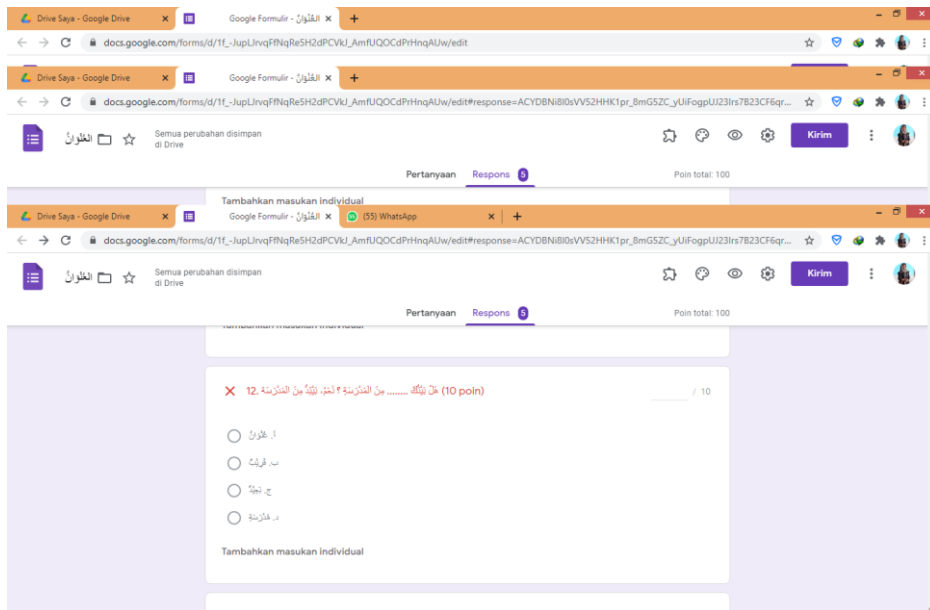 Drive Saya - Google Drive
Google Formulir - العُنْوَانُ
docs.google.com/forms/d/1f_-JupLJrvqFfNqRe5H2dPCVkJ_AmfUQOCdPrHnqAUw/edit
Drive Saya - Google Drive
Google Formulir - العُنْوَانُ
docs.google.com/forms/d/1f_-JupLJrvqFfNqRe5H2dPCVkJ_AmfUQOCdPrHnqAUw/edit#response=ACYDBNi8l0sVV52HHK1pr_8mG5ZC_yUiFogpUJ23Irs7B23CF6qr...
العُنْوَانُ
Semua perubahan disimpan
di Drive
Kirim
Pertanyaan Respons 5
Poin total: 100
Tambahkan masukan individual
Drive Saya - Google Drive
Google Formulir - العُنْوَانُ
(55) WhatsApp
docs.google.com/forms/d/1f_-JupLJrvqFfNqRe5H2dPCVkJ_AmfUQOCdPrHnqAUw/edit#response=ACYDBNi8l0sVV52HHK1pr_8mG5ZC_yUiFogpUJ23Irs7B23CF6qr...
العُنْوَانُ
Semua perubahan disimpan
di Drive
Kirim
Pertanyaan Respons 5
Poin total: 100
Tambahkan masukan individual
12. هَلْ بَيْتُكَ ........ مِنَ المَدْرَسَةِ ؟ نَعَمْ، بَيْتِيْ مِنَ المَدْرَسَةِ (10 poin)
/ 10
أ. عُنْوَانٌ
ب. قَرِيْبٌ
ج. بَعِيْدٌ
د. مَدْرَسَةِ
Tambahkan masukan individual